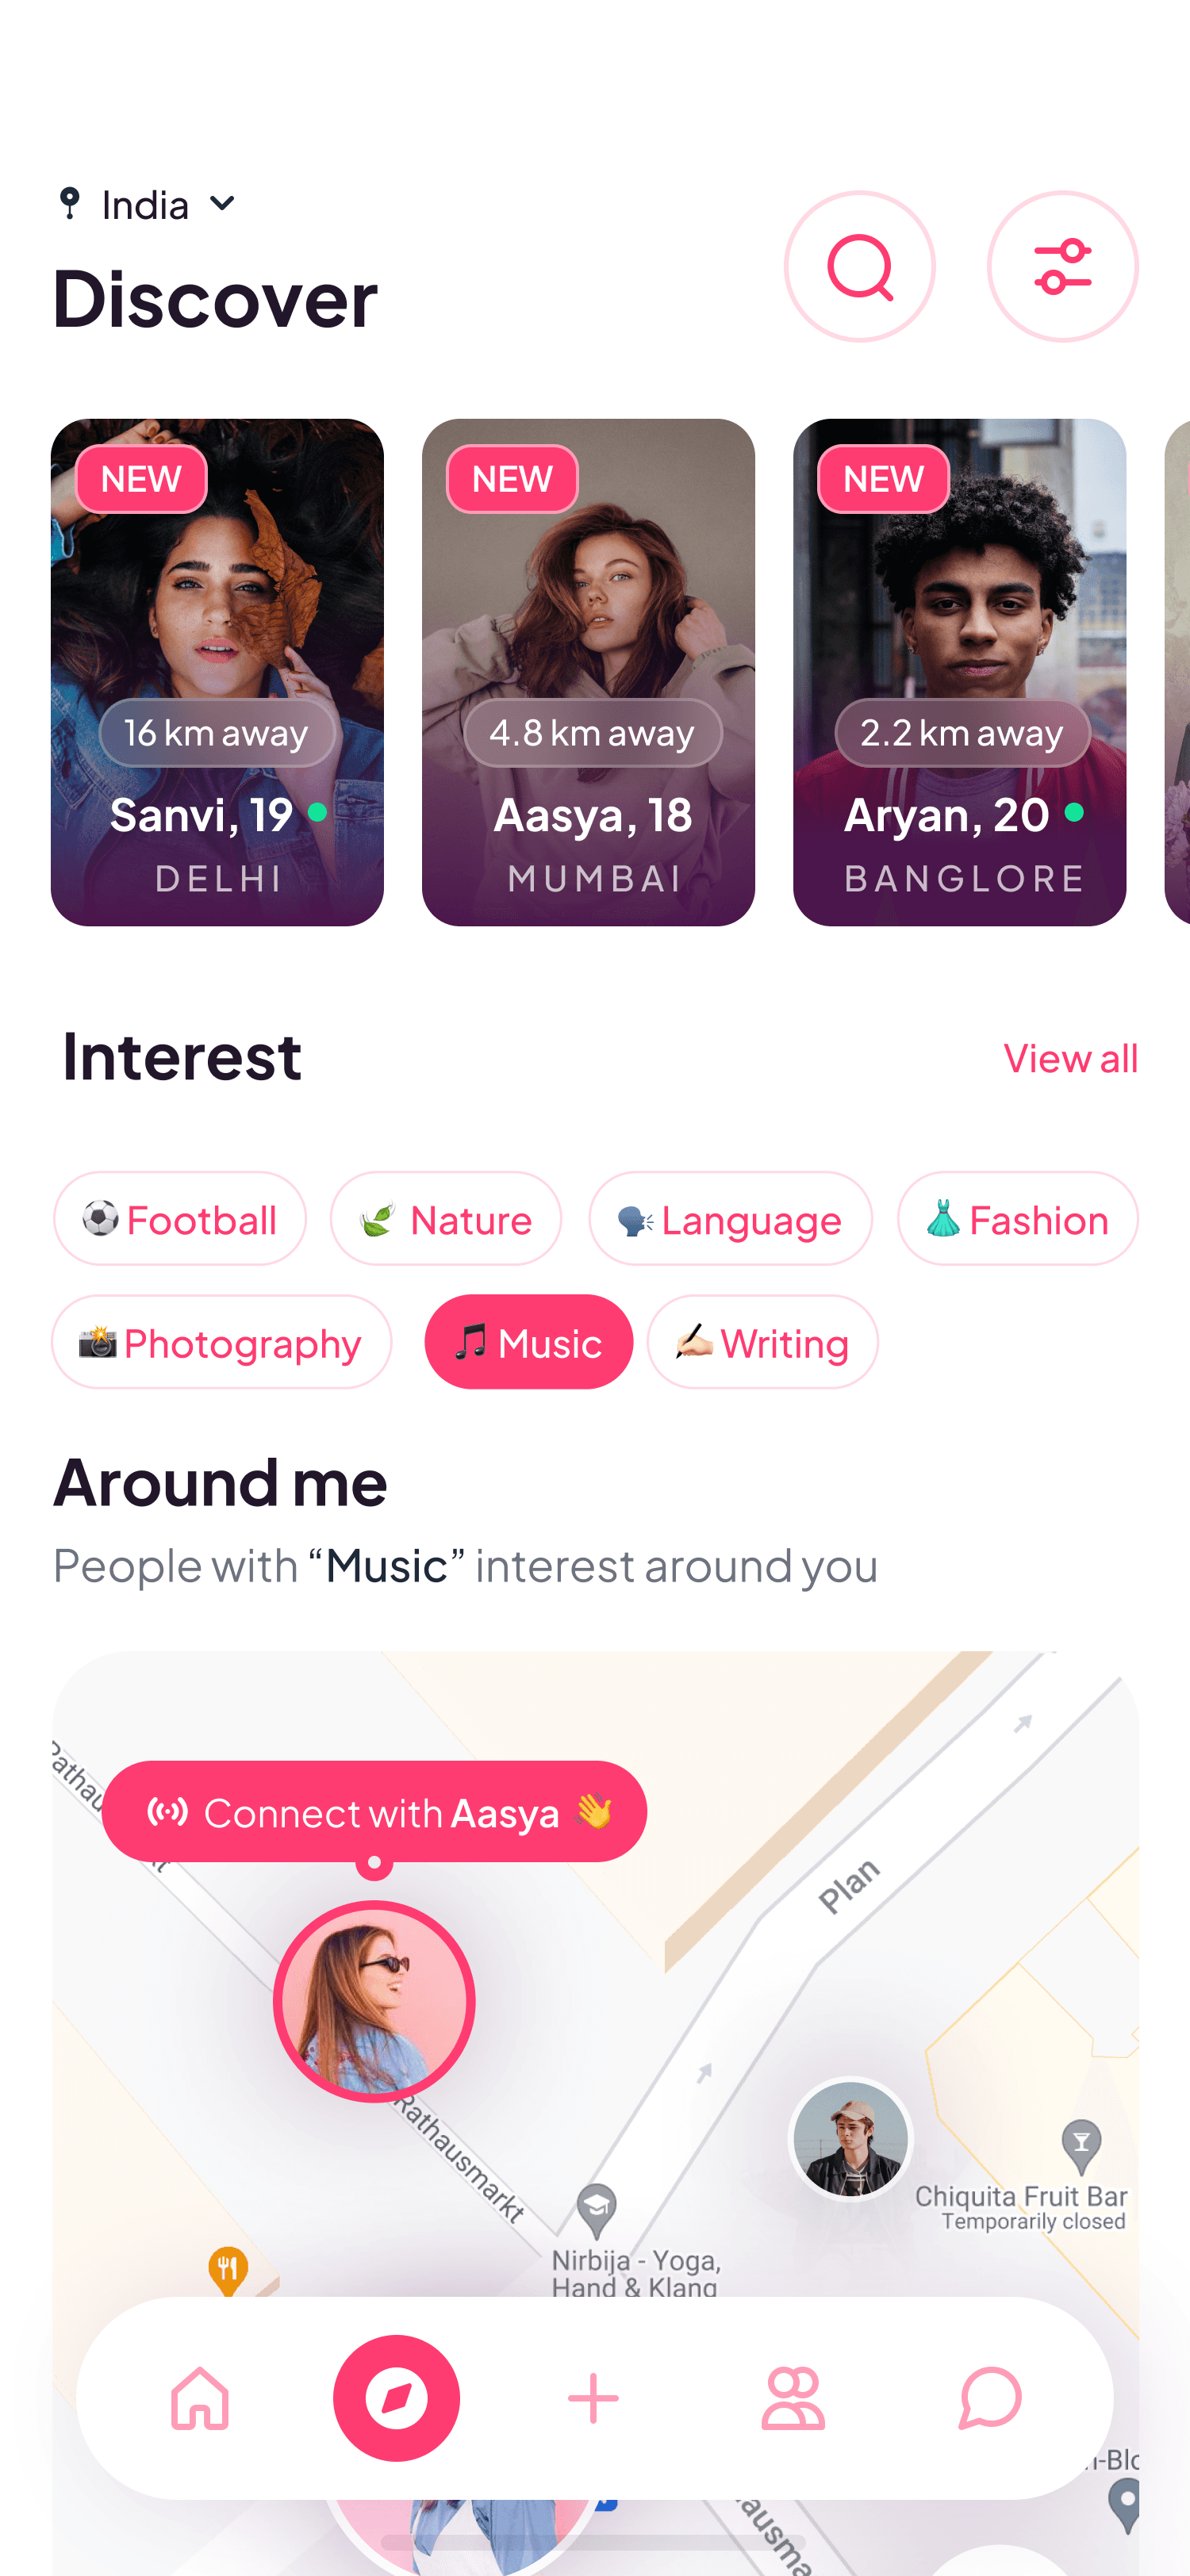 India
Discover
NEW
NEW
NEW
16 km away
4.8 km away
2.2 km away
Sanvi, 19
Aasya, 18
Aryan, 20
DELHI
MUMBAI
BANGLORE
Interest
View all
Football
Nature
Language
Fashion
Photography
Music
Writing
Around me
People with “Music” interest around you
Connect with Aasya 👋
Plan
Rathausmarkt
Chiquita Fruit Bar
Temporarily closed
Nirbija - Yoga,
Hand & Klang